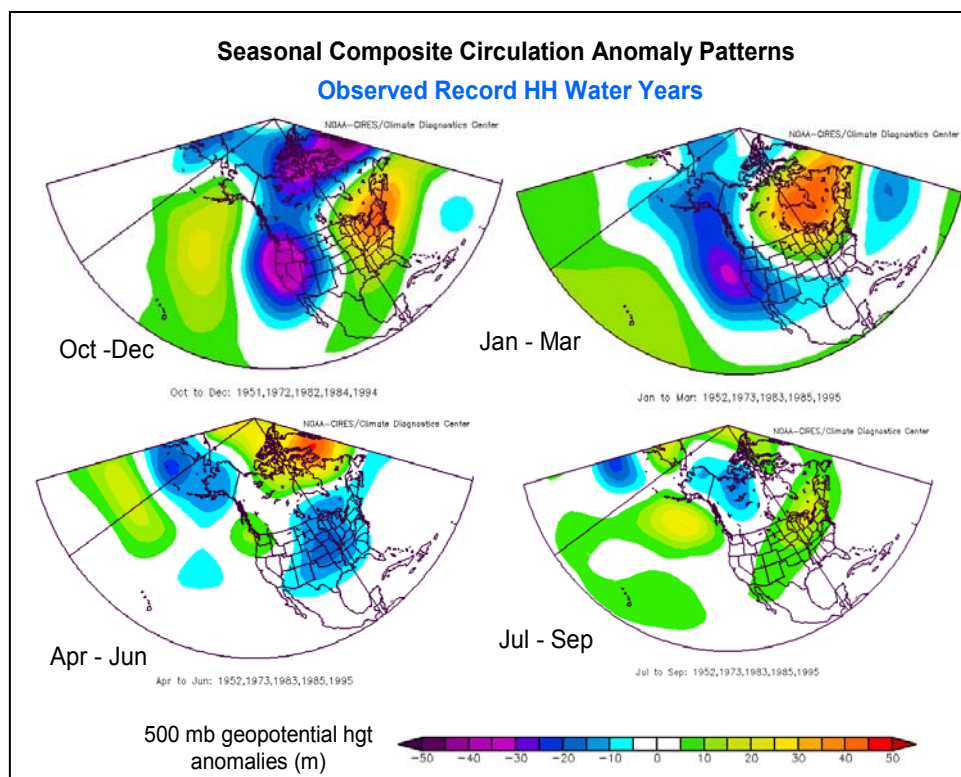 Seasonal Composite Circulation Anomaly Patterns
Observed Record HH Water Years
NOAA-CIRES/Climate Diagnostics Center
NOAA-CIRES/Climate Diagnostics Center
Oct -Dec
Jan - Mar
Oct to Dec: 1951,1972,1982,1984,1994
Jan to Mar: 1952,1973,1983,1985,1995
NOAA-CIRES/Climate Diagnostics Center
NOAA-CIRES/Climate Diagnostics Center
Apr - Jun
Jul - Sep
Apr to Jun: 1952,1973,1983,1985,1995
Jul to Sep: 1952,1973,1983,1985,1995
500 mb geopotential hgt
anomalies (m)
-50 -40 -30 -20 -10 0 10 20 30 40 50